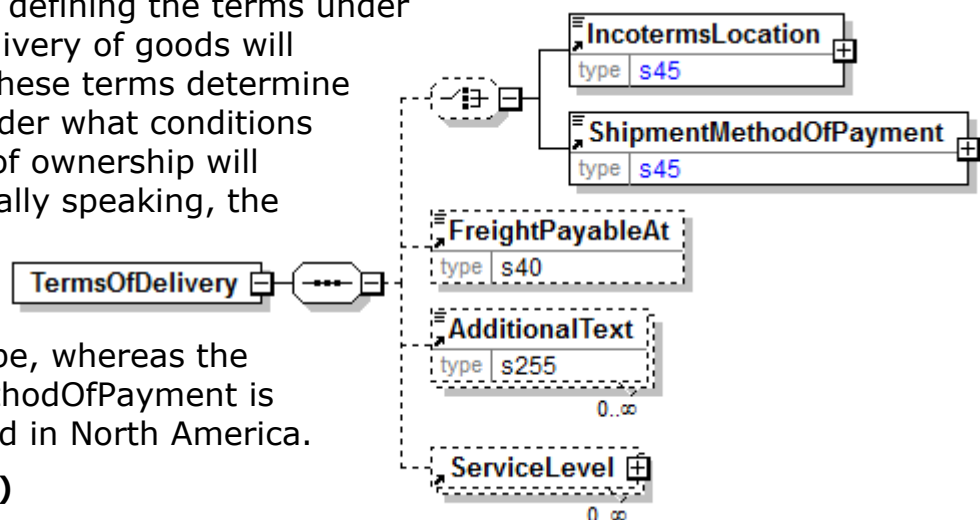 defining the terms under
livery of goods will
hese terms determine
der what conditions
of ownership will
ally speaking, the
pe, whereas the
thodOfPayment is
d in North America.
)
TermsOfDelivery
IncotermsLocation
type s45
ShipmentMethodOfPayment
type s45
FreightPayableAt
type s40
AdditionalText
type s255
0..∞
ServiceLevel
0..∞